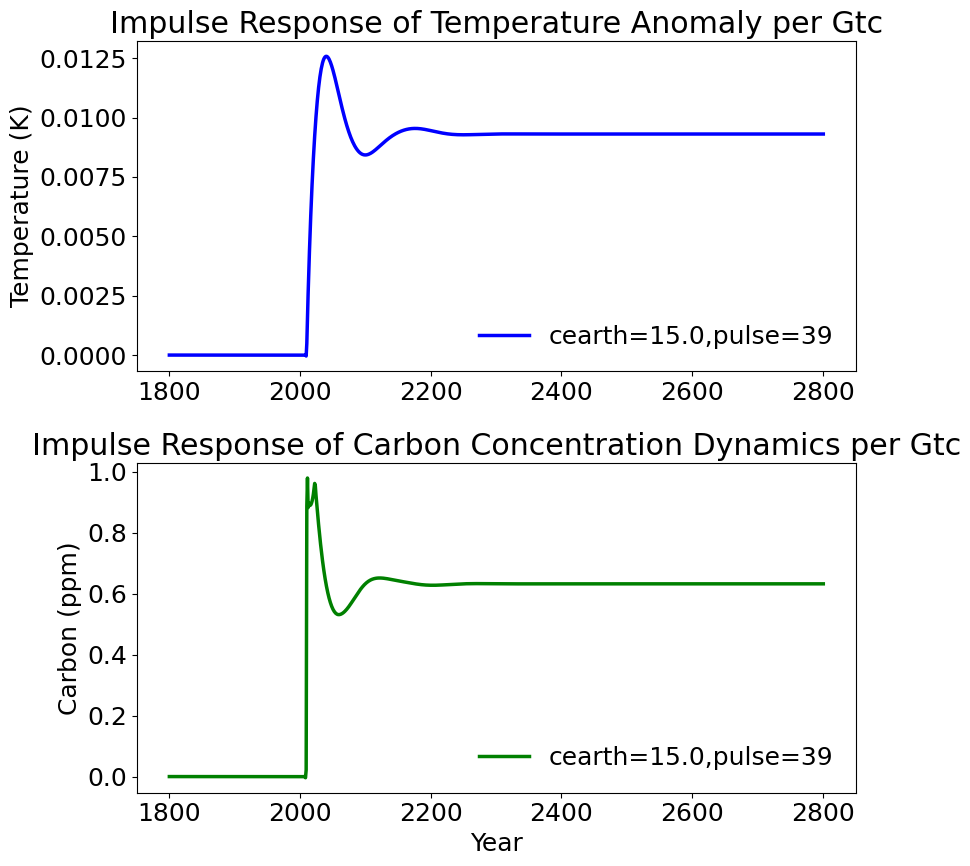 Impulse Response of Temperature Anomaly per Gtc
Temperature (K)
0.0125
0.0100
0.0075
0.0050
0.0025
0.0000
cearth=15.0,pulse=39
1800 2000 2200 2400 2600 2800
Impulse Response of Carbon Concentration Dynamics per Gtc
Carbon (ppm)
1.0
0.8
0.6
0.4
0.2
0.0
cearth=15.0,pulse=39
1800 2000 2200 2400 2600 2800
Year